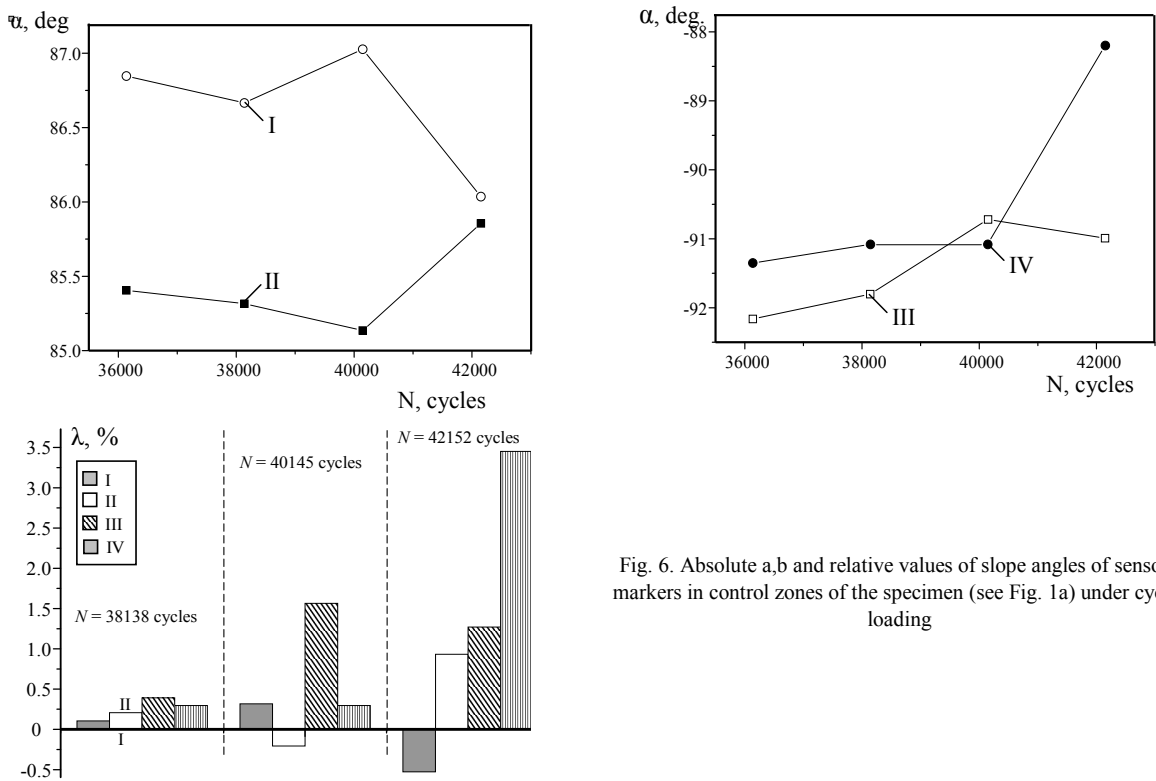 α, deg
87.0
86.5
86.0
85.5
85.0
I
II
36000 38000 40000 42000
N, cycles
α, deg.
-88
-89
-90
-91
-92
IV
III
36000 38000 40000 42000
N, cycles
λ, %
3.5
3.0
2.5
2.0
1.5
1.0
0.5
0
-0.5
I
II
III
IV
N = 38138 cycles
N = 40145 cycles
N = 42152 cycles
II
I
Fig. 6. Absolute a,b and relative values of slope angles of senso
markers in control zones of the specimen (see Fig. 1a) under cyc
loading